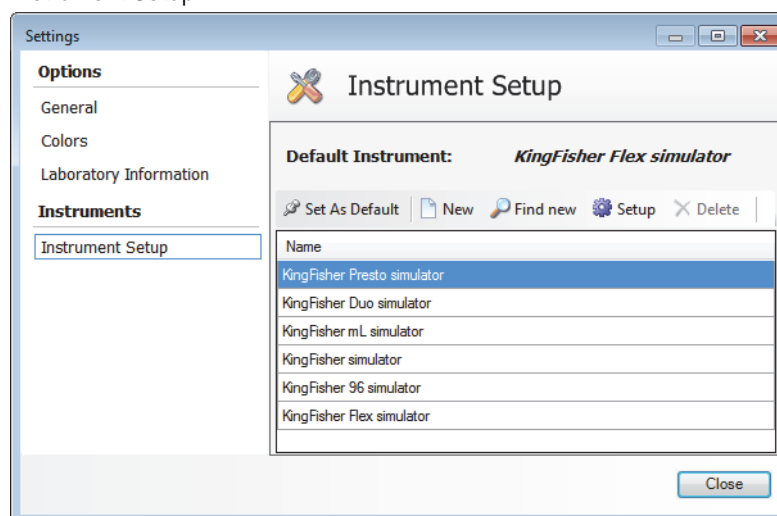 Settings
Options
General
Colors
Laboratory Information
Instruments
Instrument Setup
Instrument Setup
Default Instrument: KingFisher Flex simulator
Set As Default New Find new Setup Delete
Name
KingFisher Presto simulator
KingFisher Duo simulator
KingFisher mL simulator
KingFisher simulator
KingFisher 96 simulator
KingFisher Flex simulator
Close